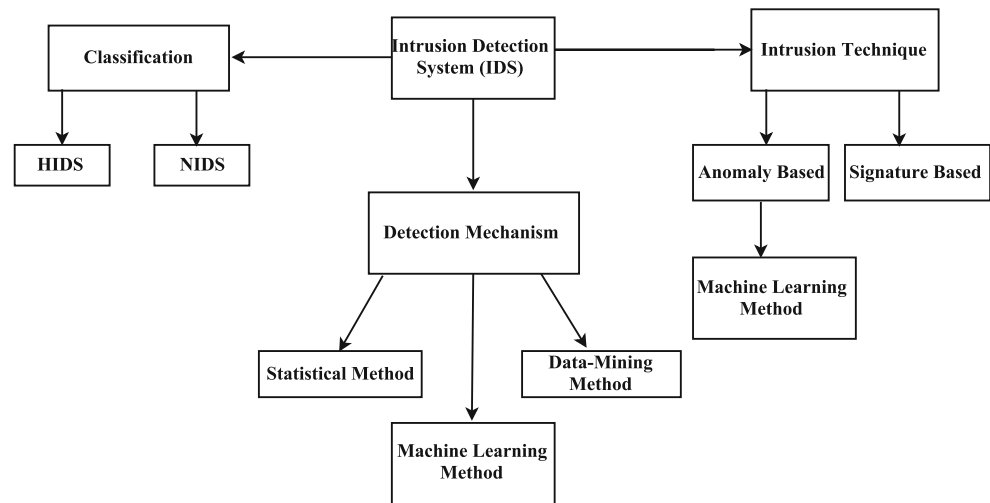 Classification
Intrusion Detection
System (IDS)
Intrusion Technique
HIDS
NIDS
Anomaly Based
Signature Based
Detection Mechanism
Machine Learning
Method
Statistical Method
Data-Mining
Method
Machine Learning
Method